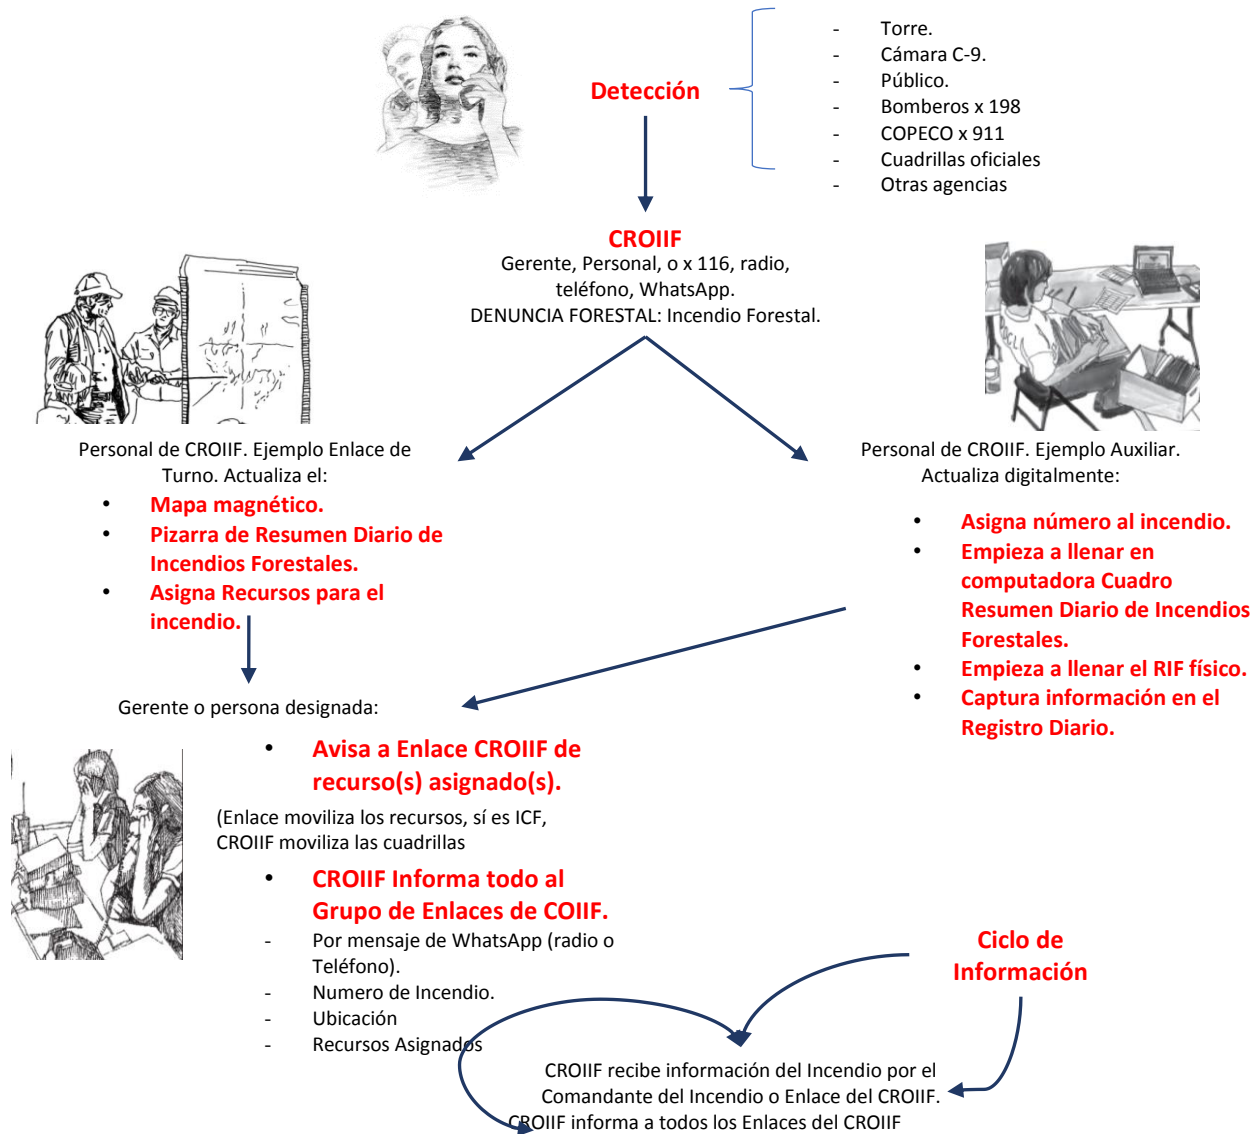 Detección
- Torre.
- Cámara C-9.
- Público.
- Bomberos x 198
- COPECO x 911
- Cuadrillas oficiales
- Otras agencias
CROIIF
Gerente, Personal, o x 116, radio,
teléfono, WhatsApp.
DENUNCIA FORESTAL: Incendio Forestal.
Personal de CROIIF. Ejemplo Enlace de
Turno. Actualiza el:
• Mapa magnético.
• Pizarra de Resumen Diario de
Incendios Forestales.
• Asigna Recursos para el
incendio.
Personal de CROIIF. Ejemplo Auxiliar.
Actualiza digitalmente:
• Asigna número al incendio.
• Empieza a llenar en
computadora Cuadro
Resumen Diario de Incendios
Forestales.
• Empieza a llenar el RIF físico.
• Captura información en el
Registro Diario.
Gerente o persona designada:
• Avisa a Enlace CROIIF de
recurso(s) asignado(s).
(Enlace moviliza los recursos, sí es ICF,
CROIIF moviliza las cuadrillas
• CROIIF Informa todo al
Grupo de Enlaces de COIIF.
- Por mensaje de WhatsApp (radio o
Teléfono).
- Numero de Incendio.
- Ubicación
- Recursos Asignados
Ciclo de
Información
CROIIF recibe información del Incendio por el
Comandante del Incendio o Enlace del CROIIF.
CROIIF informa a todos los Enlaces del CROIIF